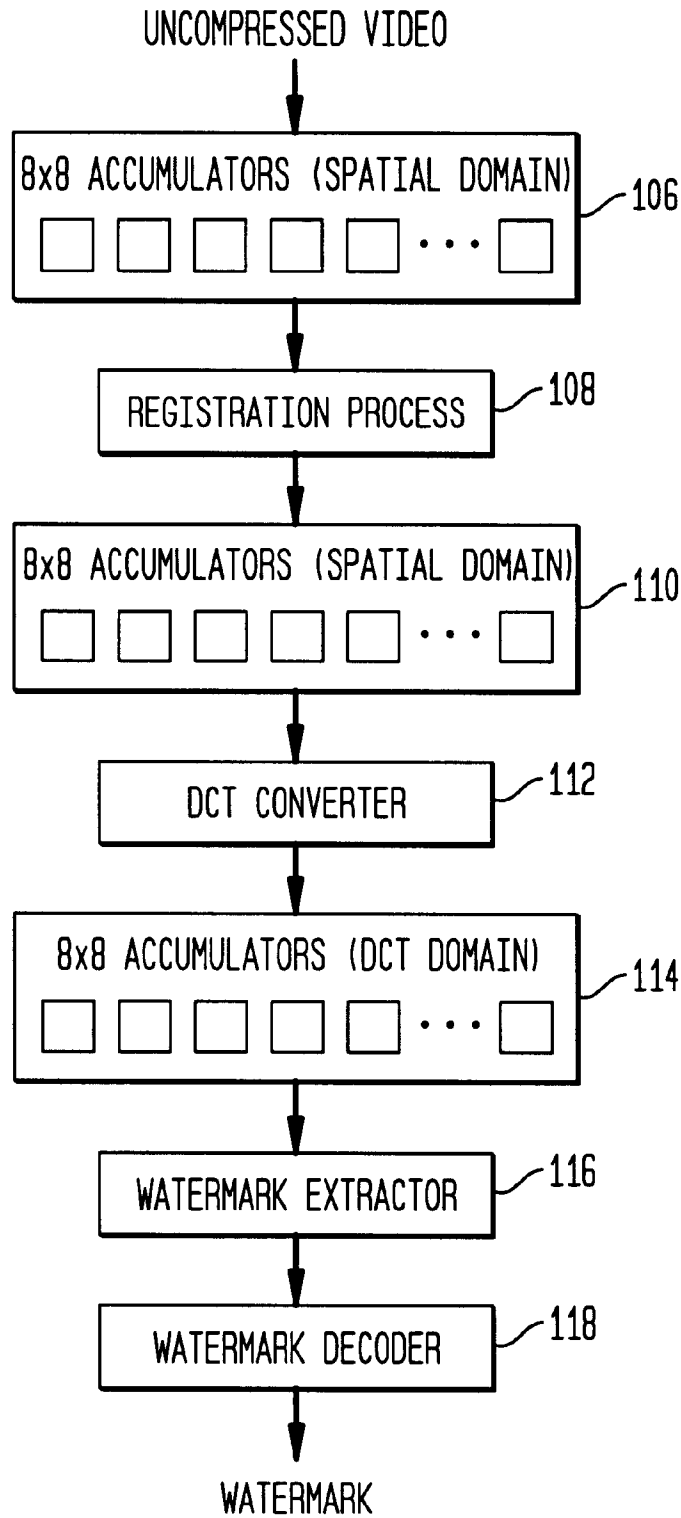 UNCOMPRESSED VIDEO
8x8 ACCUMULATORS (SPATIAL DOMAIN)
106
REGISTRATION PROCESS
108
8x8 ACCUMULATORS (SPATIAL DOMAIN)
110
DCT CONVERTER
112
8x8 ACCUMULATORS (DCT DOMAIN)
114
WATERMARK EXTRACTOR
116
WATERMARK DECODER
118
WATERMARK